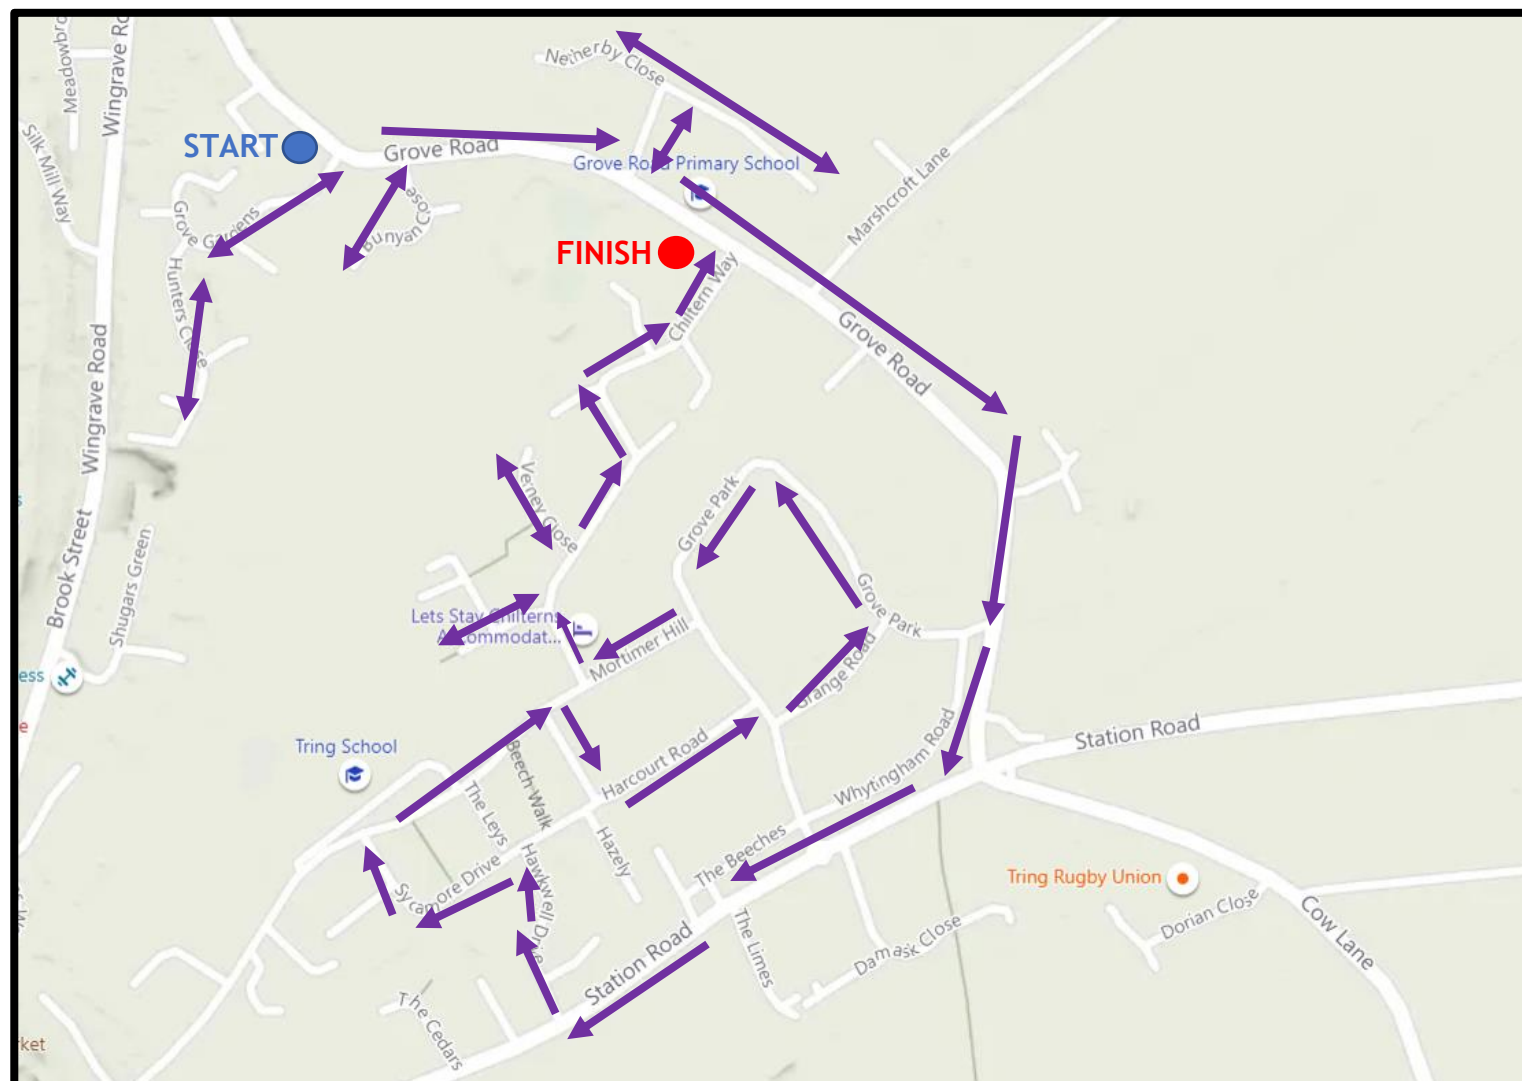 Meadowbro
Wingrave Ro
Silk Mill Way
START
Grove Road
Netherby Close
Grove Road Primary School
Marshcroft Lane
Grove
Gardens
Bunyan Close
FINISH
Chiltern Way
Hunters Close
Grove Road
Wingrave Road
Brook Street
Shugars Green
Verney Close
Grove Park
Grove Park
Grange Road
Lets Stay Chilterns
Accommodat...
Mortimer Hill
ess
e
Tring School
Beech Walk
Harcourt Road
The Leys
Hazely
Whytingham Road
Station Road
The Beeches
Sycamore Drive
Hawkwell Drive
Station Road
The Limes
Damask Close
Tring Rugby Union
Dorian Close
Cow Lane
The Cedars
rket